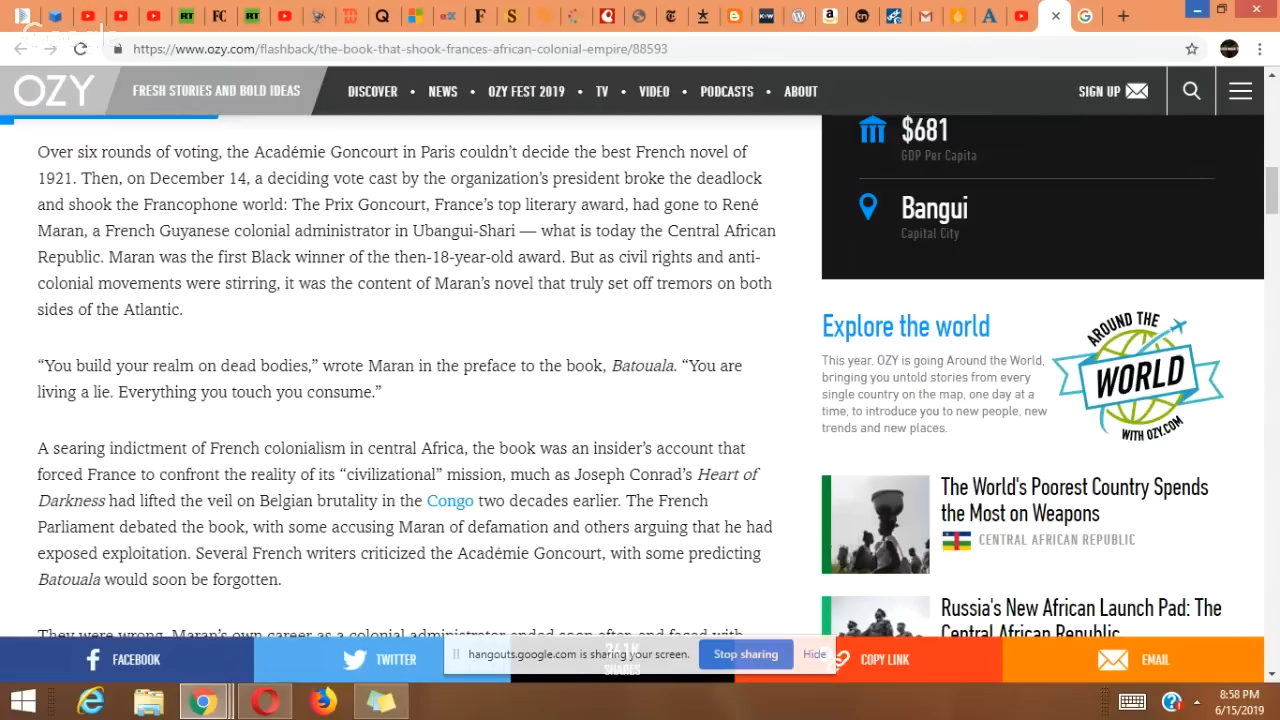 https://www.ozy.com/flashback/the-book-that-shook-frances-african-colonial-empire/88593
OZY
FRESH STORIES AND BOLD IDEAS
DISCOVER • NEWS • OZY FEST 2019 • TV • VIDEO • PODCASTS • ABOUT
SIGN UP
Over six rounds of voting, the Académie Goncourt in Paris couldn’t decide the best French novel of
1921. Then, on December 14, a deciding vote cast by the organization’s president broke the deadlock
and shook the Francophone world: The Prix Goncourt, France’s top literary award, had gone to René
Maran, a French Guyanese colonial administrator in Ubangui-Shari — what is today the Central African
Republic. Maran was the first Black winner of the then-18-year-old award. But as civil rights and anti-
colonial movements were stirring, it was the content of Maran’s novel that truly set off tremors on both
sides of the Atlantic.
“You build your realm on dead bodies,” wrote Maran in the preface to the book, Batouala. “You are
living a lie. Everything you touch you consume.”
A searing indictment of French colonialism in central Africa, the book was an insider’s account that
forced France to confront the reality of its “civilizational” mission, much as Joseph Conrad’s Heart of
Darkness had lifted the veil on Belgian brutality in the Congo two decades earlier. The French
Parliament debated the book, with some accusing Maran of defamation and others arguing that he had
exposed exploitation. Several French writers criticized the Académie Goncourt, with some predicting
Batouala would soon be forgotten.
They were wrong. Maran’s own career as a colonial administrator ended soon after, and faced with
$681
GDP Per Capita
Bangui
Capital City
Explore the world
This year, OZY is going Around the World,
bringing you untold stories from every
single country on the map, one day at a
time, to introduce you to new people, new
trends and new places.
AROUND THE
WORLD
WITH OZY.COM
The World's Poorest Country Spends
the Most on Weapons
CENTRAL AFRICAN REPUBLIC
Russia's New African Launch Pad: The
Central African Republic
FACEBOOK
TWITTER
SHARES
hangouts.google.com is sharing your screen.
Stop sharing
Hide
COPY LINK
EMAIL
8:58 PM
6/15/2019